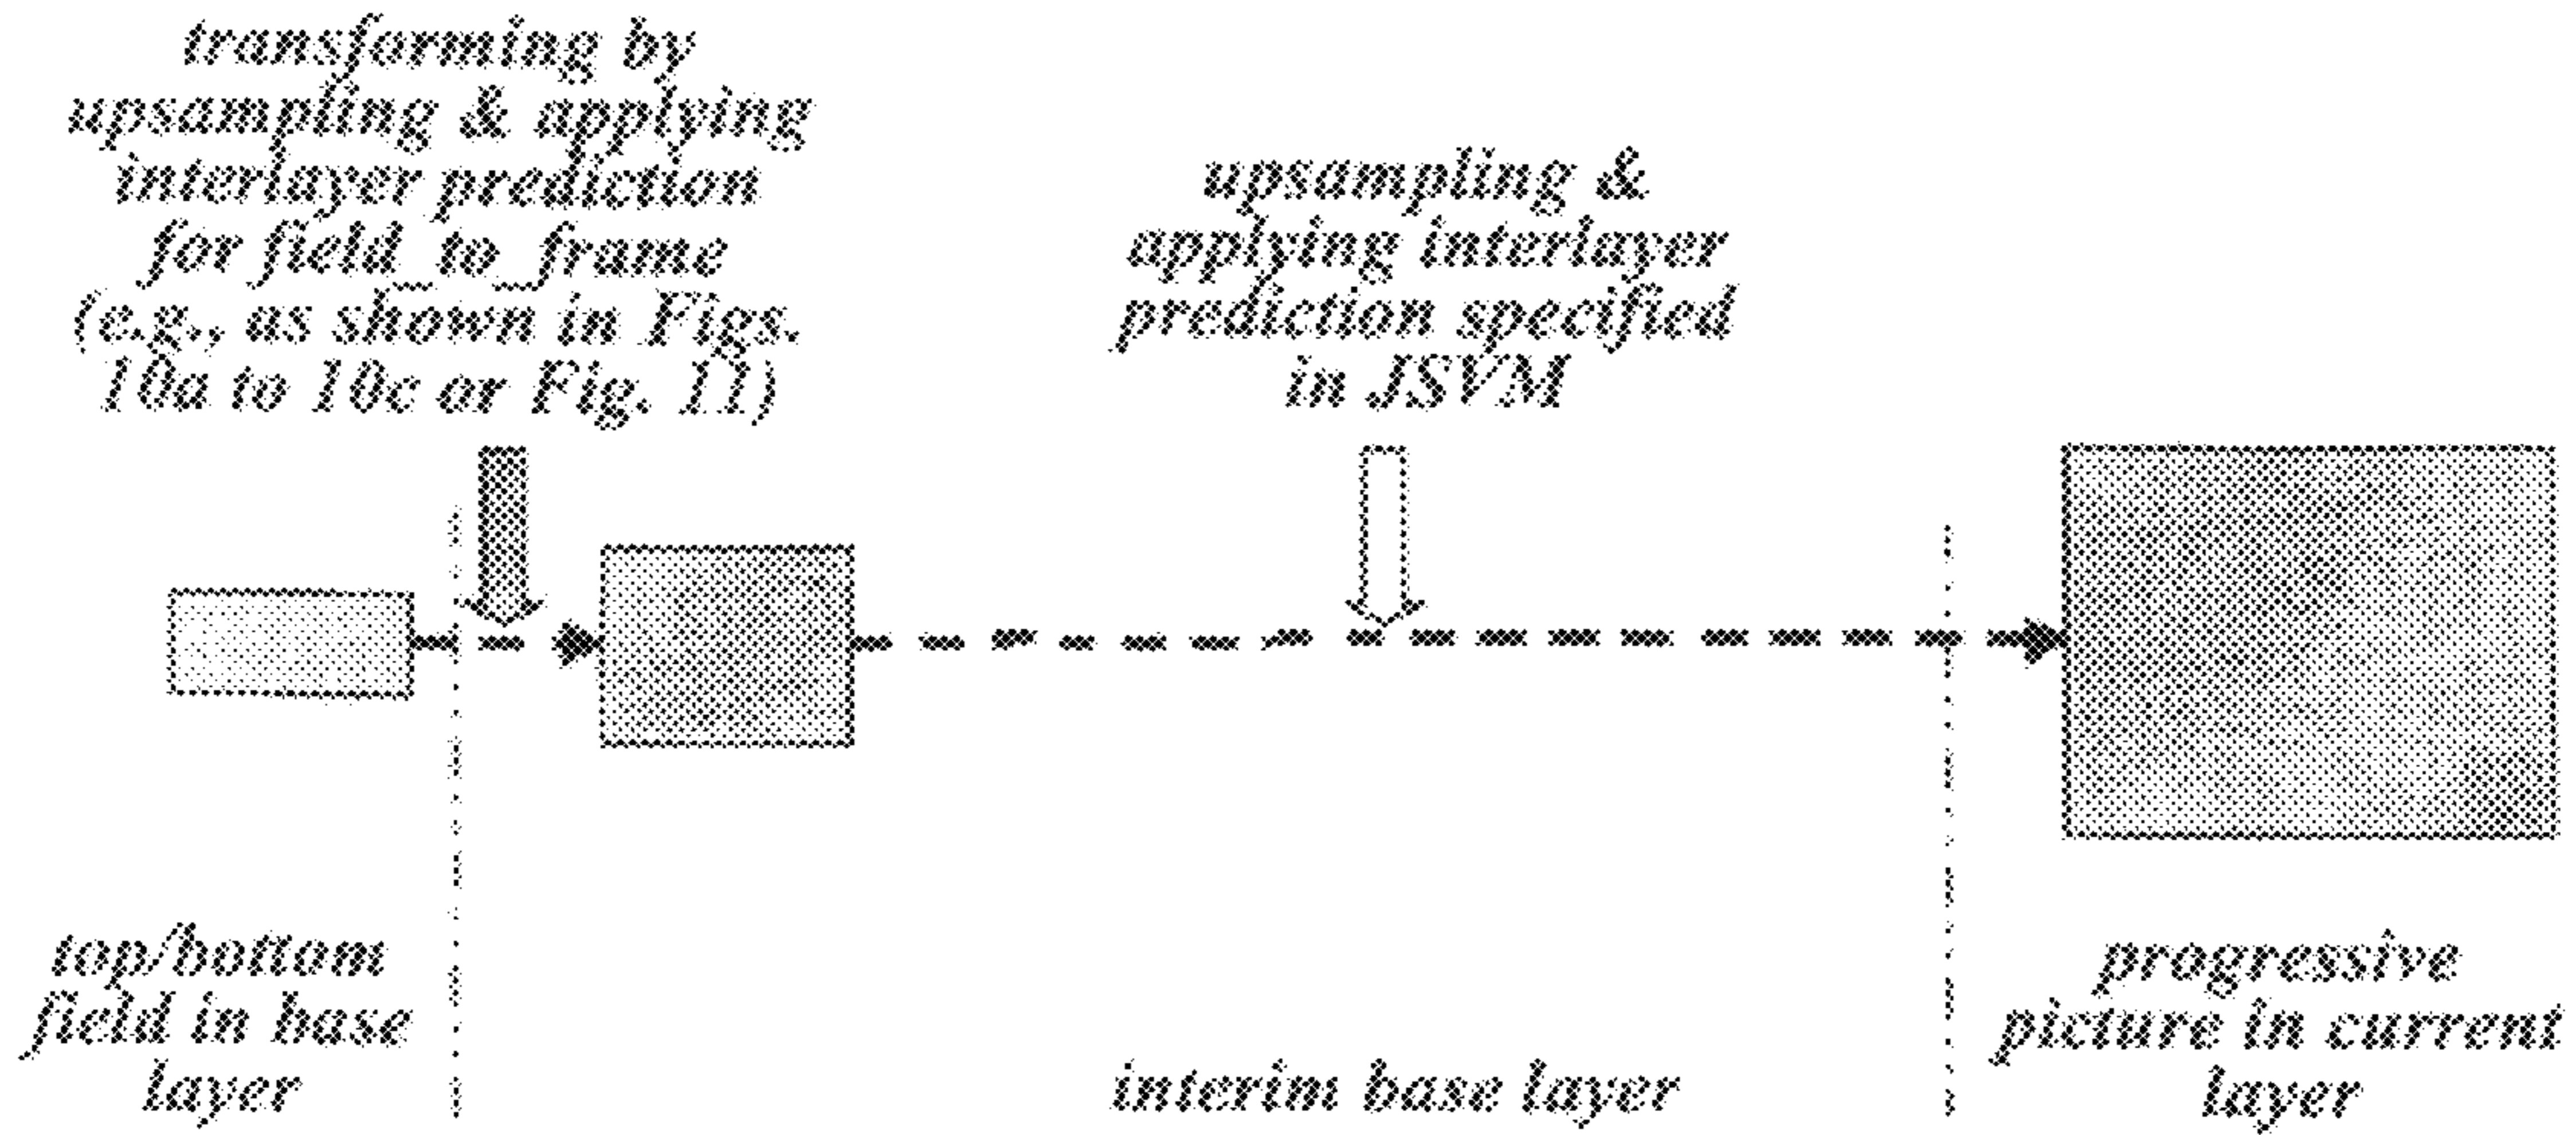 transforming by
upsampling & applying
interlayer prediction
for field_to_frame
(e.g., as shown in Figs.
10a to 10c or Fig. 11)
upsampling &
applying interlayer
prediction specified
in JSVM
top/bottom
field in base
layer
interim base layer
progressive
picture in current
layer